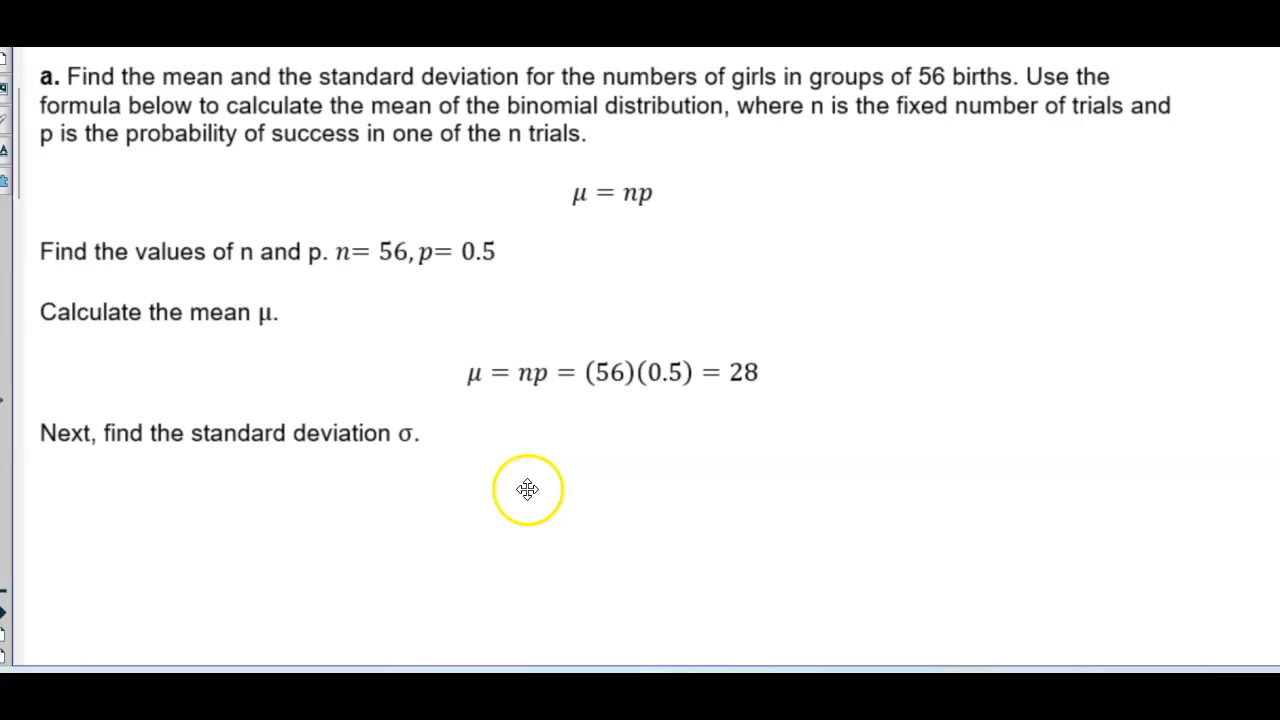 a. Find the mean and the standard deviation for the numbers of girls in groups of 56 births. Use the
formula below to calculate the mean of the binomial distribution, where n is the fixed number of trials and
p is the probability of success in one of the n trials.
μ = np
Find the values of n and p. n= 56, p= 0.5
Calculate the mean μ.
μ = np = (56)(0.5) = 28
Next, find the standard deviation σ.